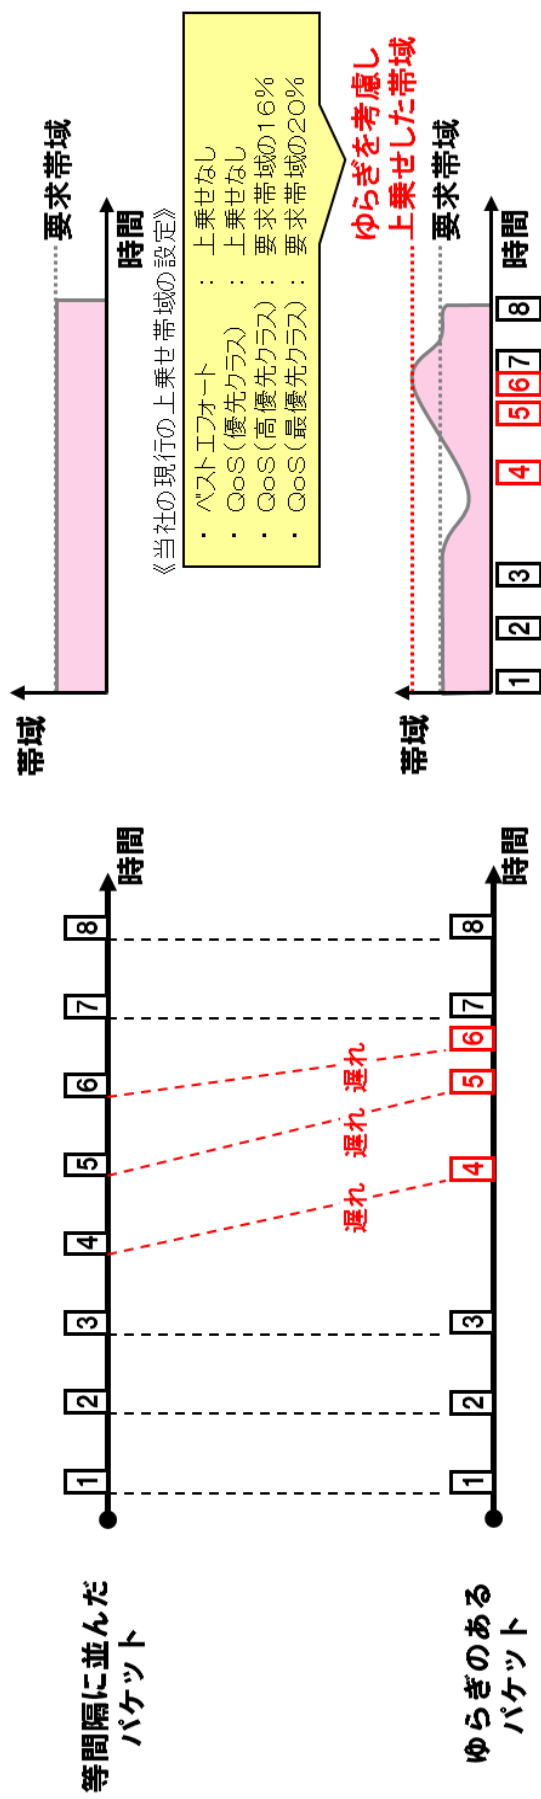 等間隔に並んだ
パケット
1 2 3 4 5 6 7 8
時間
帯域
要求帯域
時間
遅れ 遅れ 遅れ
《当社の現行の上乗せ帯域の設定》
・ ベストエフォート : 上乗せなし
・ QoS(優先クラス) : 上乗せなし
・ QoS(高優先クラス) : 要求帯域の16%
・ QoS(最優先クラス) : 要求帯域の20%
ゆらぎのある
パケット
1 2 3 4 5 6 7 8
時間
帯域
ゆらぎを考慮し
上乗せした帯域
要求帯域
時間
1 2 3 4 5 6 7 8